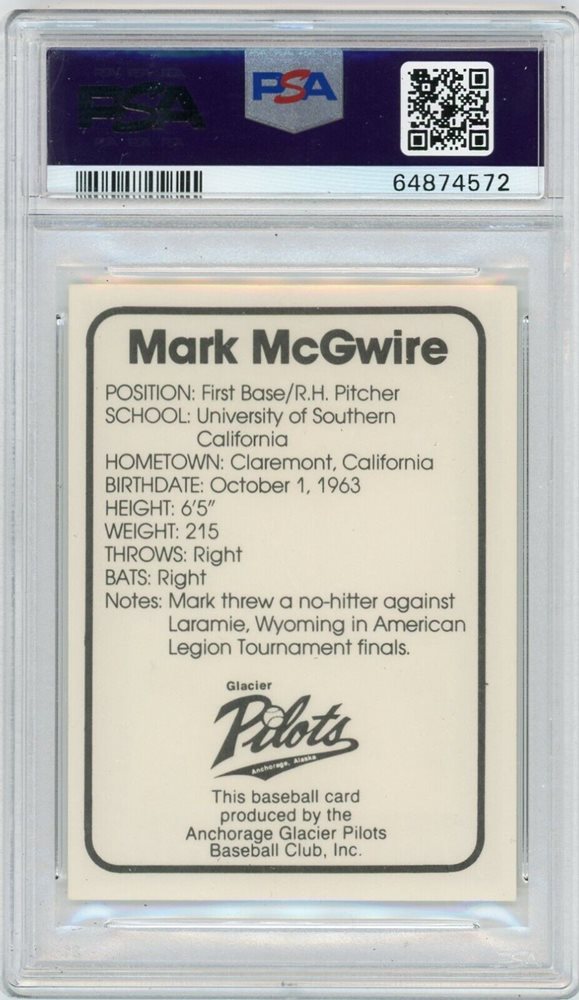 PSA
PSA
64874572
Mark McGwire
POSITION: First Base/R.H. Pitcher
SCHOOL: University of Southern
California
HOMETOWN: Claremont, California
BIRTHDATE: October 1, 1963
HEIGHT: 6'5"
WEIGHT: 215
THROWS: Right
BATS: Right
Notes: Mark threw a no-hitter against
Laramie, Wyoming in American
Legion Tournament finals.
Glacier
Pilots
Anchorage, Alaska
This baseball card
produced by the
Anchorage Glacier Pilots
Baseball Club, Inc.
PSA